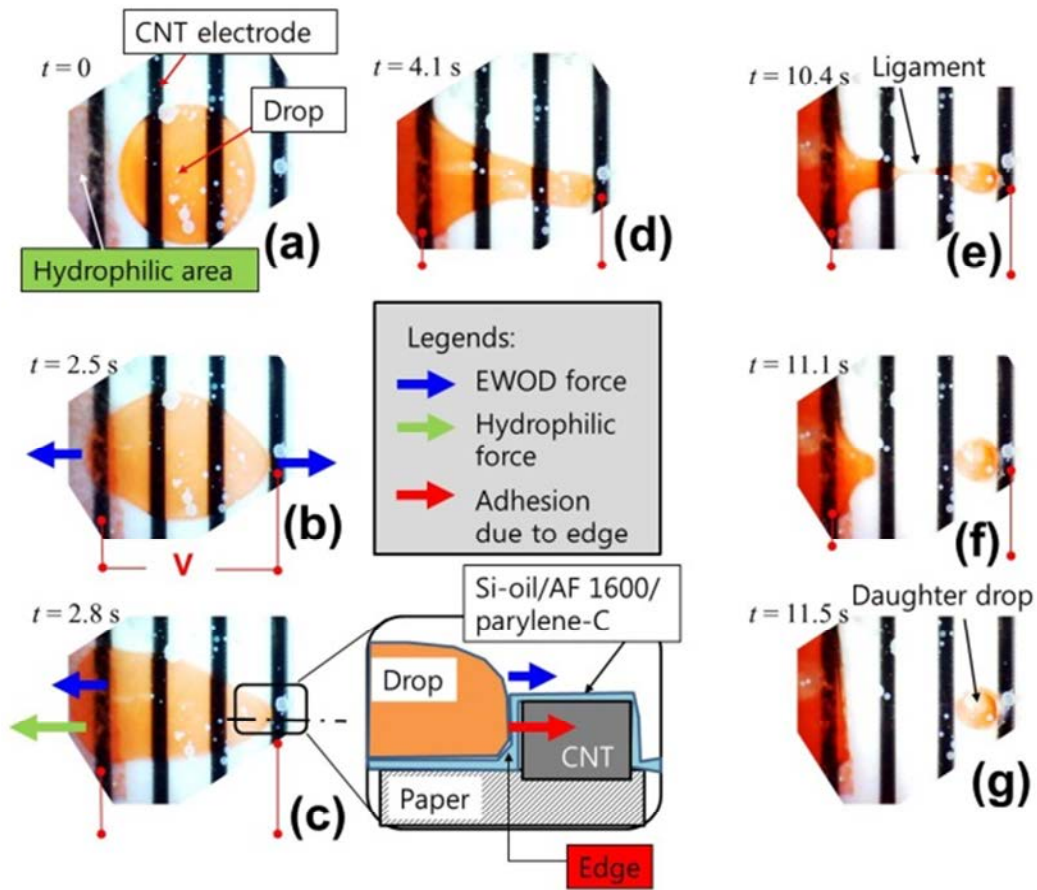 CNT electrode
t = 0
Drop
(a)
Hydrophilic area
t = 4.1 s
(d)
t = 10.4 s
Ligament
(e)
t = 2.5 s
(b)
V
Legends:
EWOD force
Hydrophilic
force
Adhesion
due to edge
t = 11.1 s
(f)
t = 2.8 s
(c)
Si-oil/AF 1600/
parylene-C
Drop
CNT
Paper
Edge
t = 11.5 s
Daughter drop
(g)